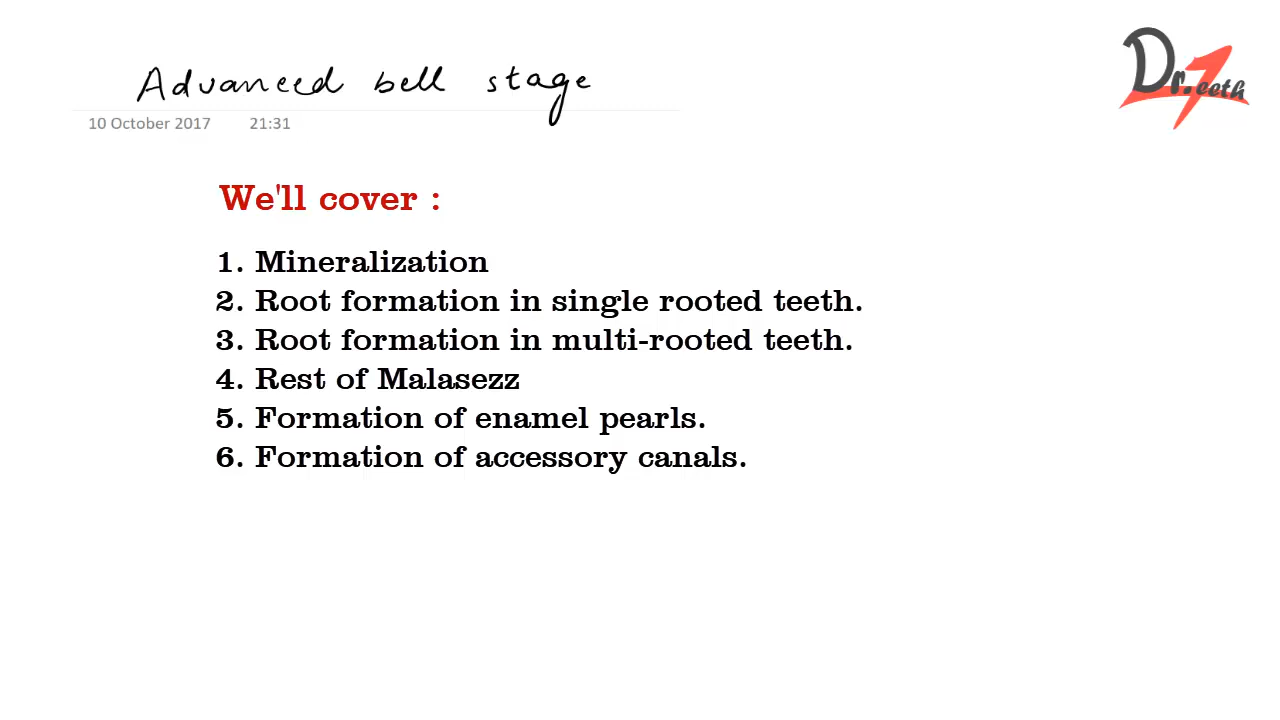 Advanced bell stage
10 October 2017 21:31
Dr. Teeth
We'll cover :
1. Mineralization
2. Root formation in single rooted teeth.
3. Root formation in multi-rooted teeth.
4. Rest of Malasezz
5. Formation of enamel pearls.
6. Formation of accessory canals.